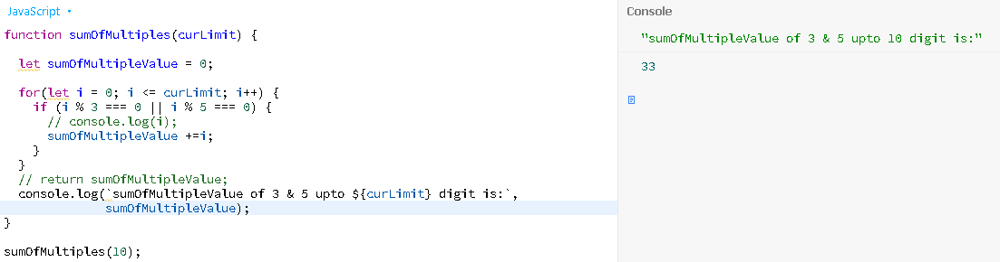 JavaScript
function sumOfMultiples(curLimit) {
let sumOfMultipleValue = 0;
for(let i = 0; i <= curLimit; i++) {
if (i % 3 === 0 || i % 5 === 0) {
// console.log(i);
sumOfMultipleValue +=i;
}
}
// return sumOfMultipleValue;
console.log(`sumOfMultipleValue of 3 & 5 upto ${curLimit} digit is:`,
sumOfMultipleValue);
}
sumOfMultiples(10);
Console
"sumOfMultipleValue of 3 & 5 upto 10 digit is:"
33